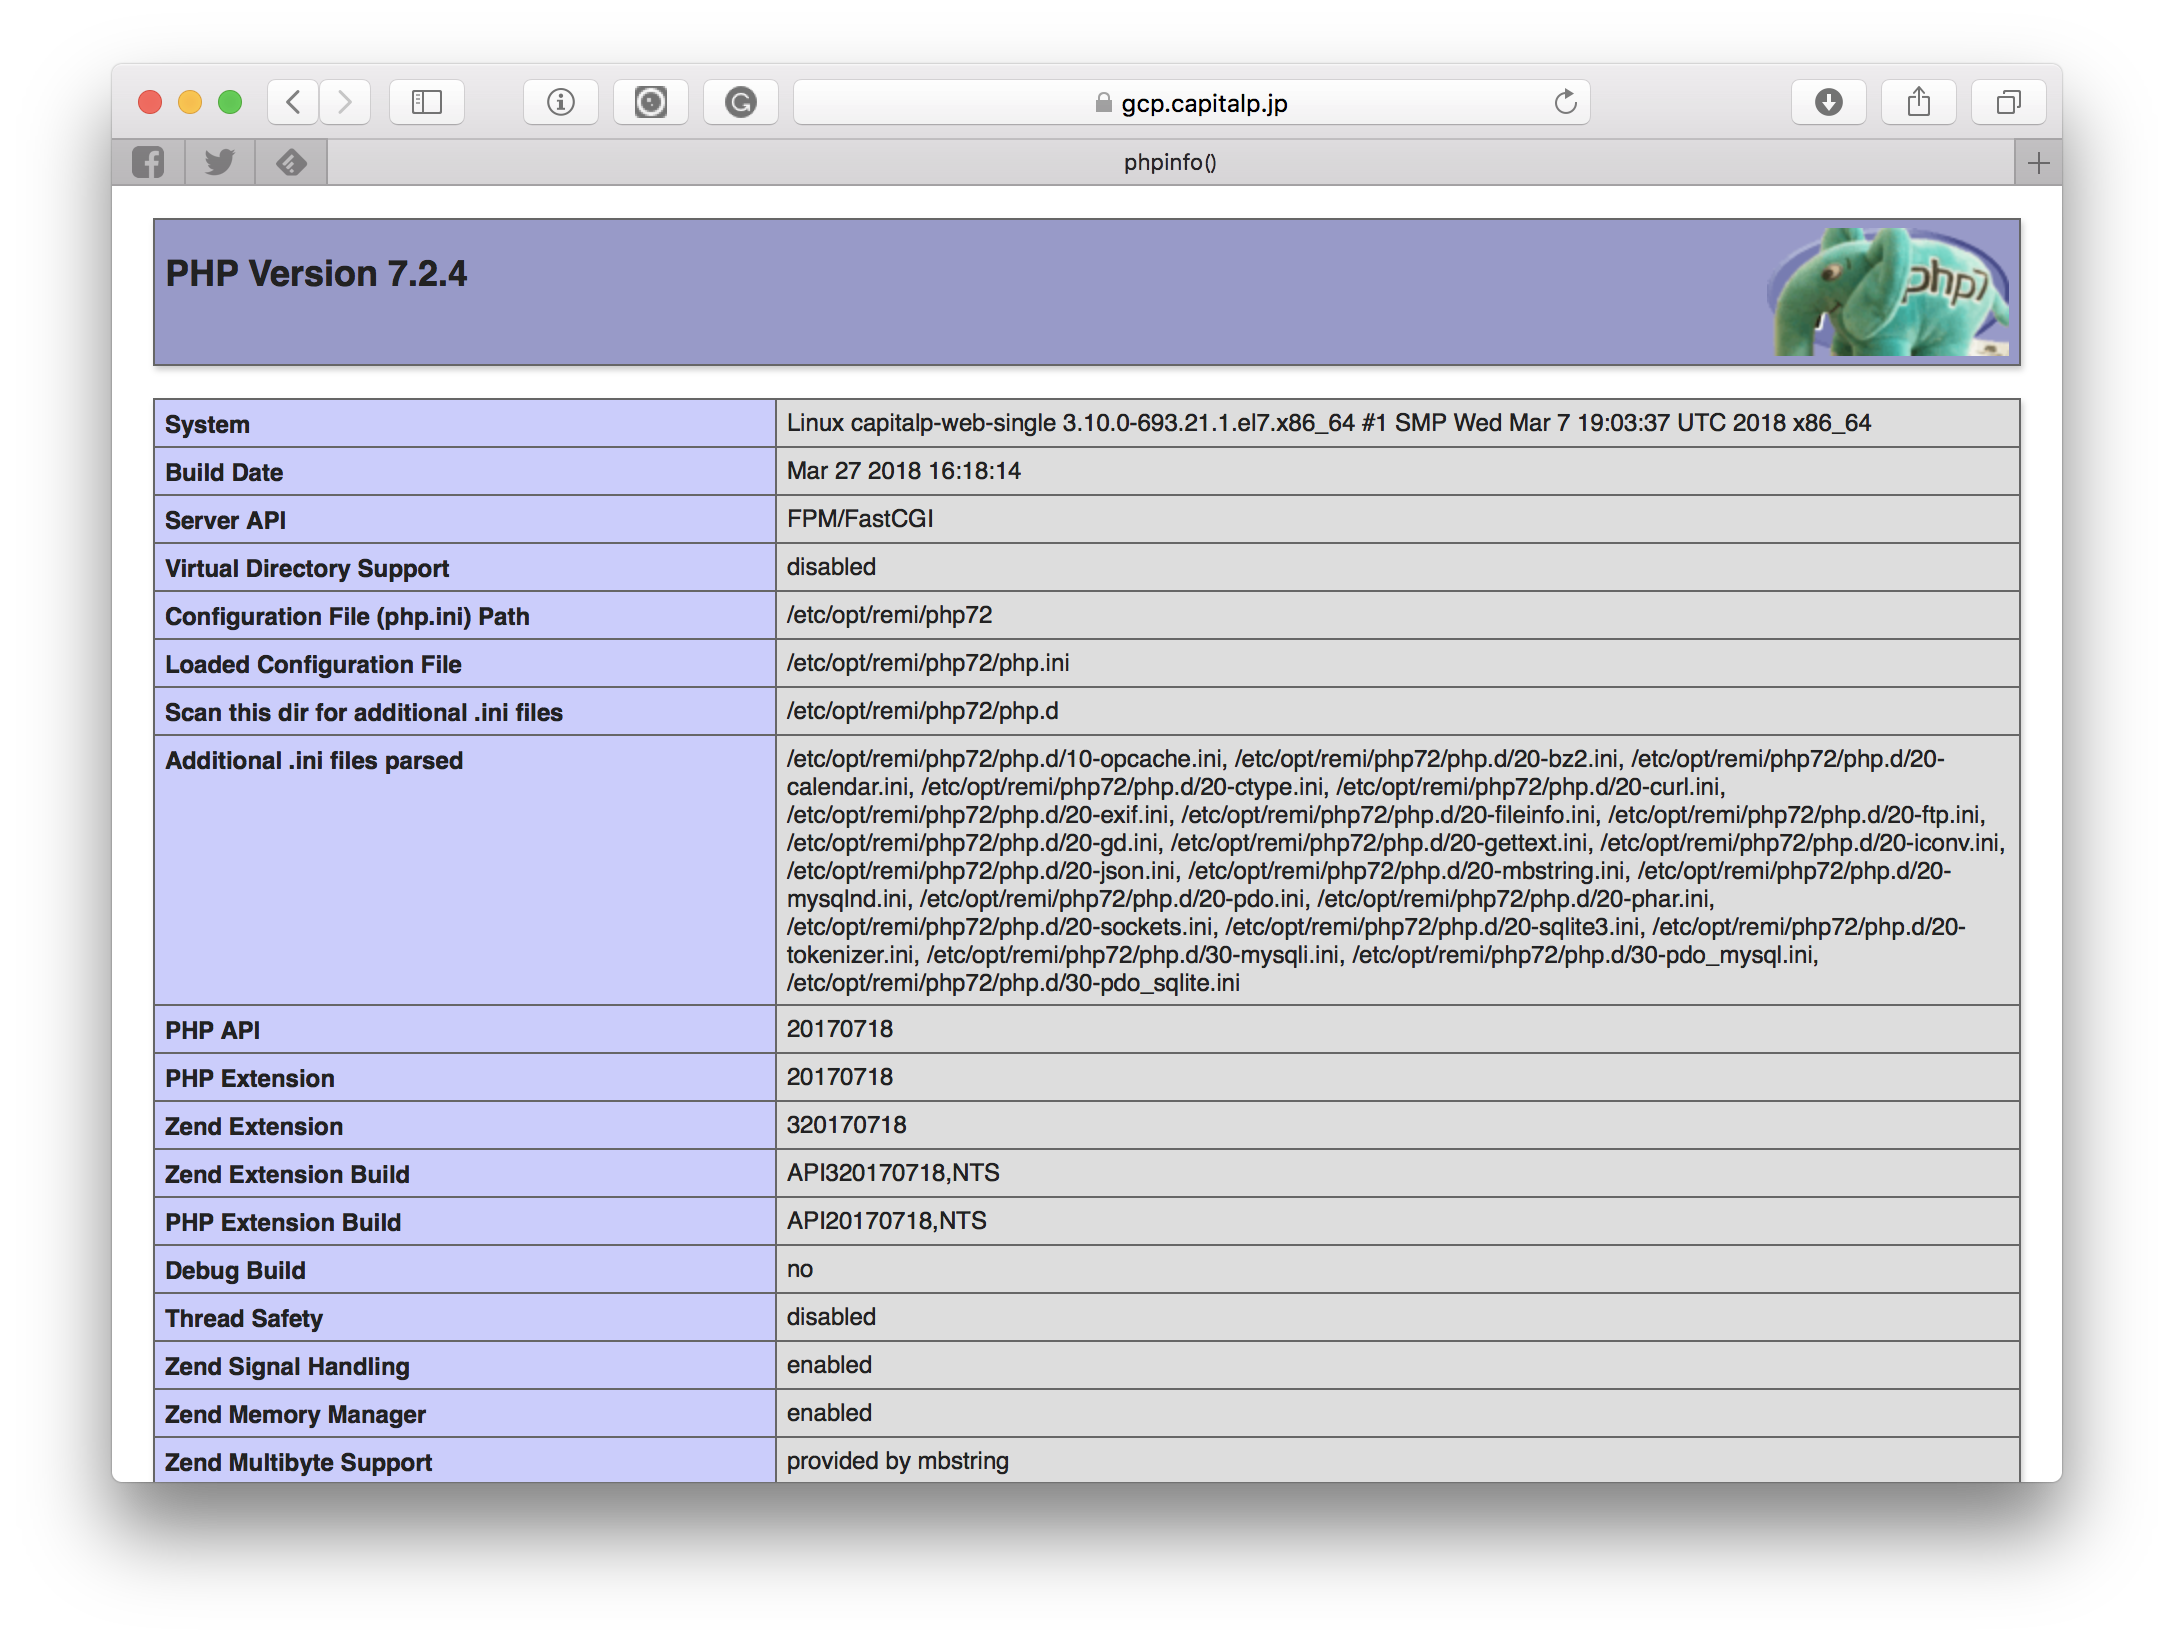 gcp.capitalp.jp
phpinfo()
PHP Version 7.2.4
php7
System
Linux capitalp-web-single 3.10.0-693.21.1.el7.x86_64 #1 SMP Wed Mar 7 19:03:37 UTC 2018 x86_64
Build Date
Mar 27 2018 16:18:14
Server API
FPM/FastCGI
Virtual Directory Support
disabled
Configuration File (php.ini) Path
/etc/opt/remi/php72
Loaded Configuration File
/etc/opt/remi/php72/php.ini
Scan this dir for additional .ini files
/etc/opt/remi/php72/php.d
Additional .ini files parsed
/etc/opt/remi/php72/php.d/10-opcache.ini, /etc/opt/remi/php72/php.d/20-bz2.ini, /etc/opt/remi/php72/php.d/20-
calendar.ini, /etc/opt/remi/php72/php.d/20-ctype.ini, /etc/opt/remi/php72/php.d/20-curl.ini,
/etc/opt/remi/php72/php.d/20-exif.ini, /etc/opt/remi/php72/php.d/20-fileinfo.ini, /etc/opt/remi/php72/php.d/20-ftp.ini,
/etc/opt/remi/php72/php.d/20-gd.ini, /etc/opt/remi/php72/php.d/20-gettext.ini, /etc/opt/remi/php72/php.d/20-iconv.ini,
/etc/opt/remi/php72/php.d/20-json.ini, /etc/opt/remi/php72/php.d/20-mbstring.ini, /etc/opt/remi/php72/php.d/20-
mysqlnd.ini, /etc/opt/remi/php72/php.d/20-pdo.ini, /etc/opt/remi/php72/php.d/20-phar.ini,
/etc/opt/remi/php72/php.d/20-sockets.ini, /etc/opt/remi/php72/php.d/20-sqlite3.ini, /etc/opt/remi/php72/php.d/20-
tokenizer.ini, /etc/opt/remi/php72/php.d/30-mysqli.ini, /etc/opt/remi/php72/php.d/30-pdo_mysql.ini,
/etc/opt/remi/php72/php.d/30-pdo_sqlite.ini
PHP API
20170718
PHP Extension
20170718
Zend Extension
320170718
Zend Extension Build
API320170718,NTS
PHP Extension Build
API20170718,NTS
Debug Build
no
Thread Safety
disabled
Zend Signal Handling
enabled
Zend Memory Manager
enabled
Zend Multibyte Support
provided by mbstring